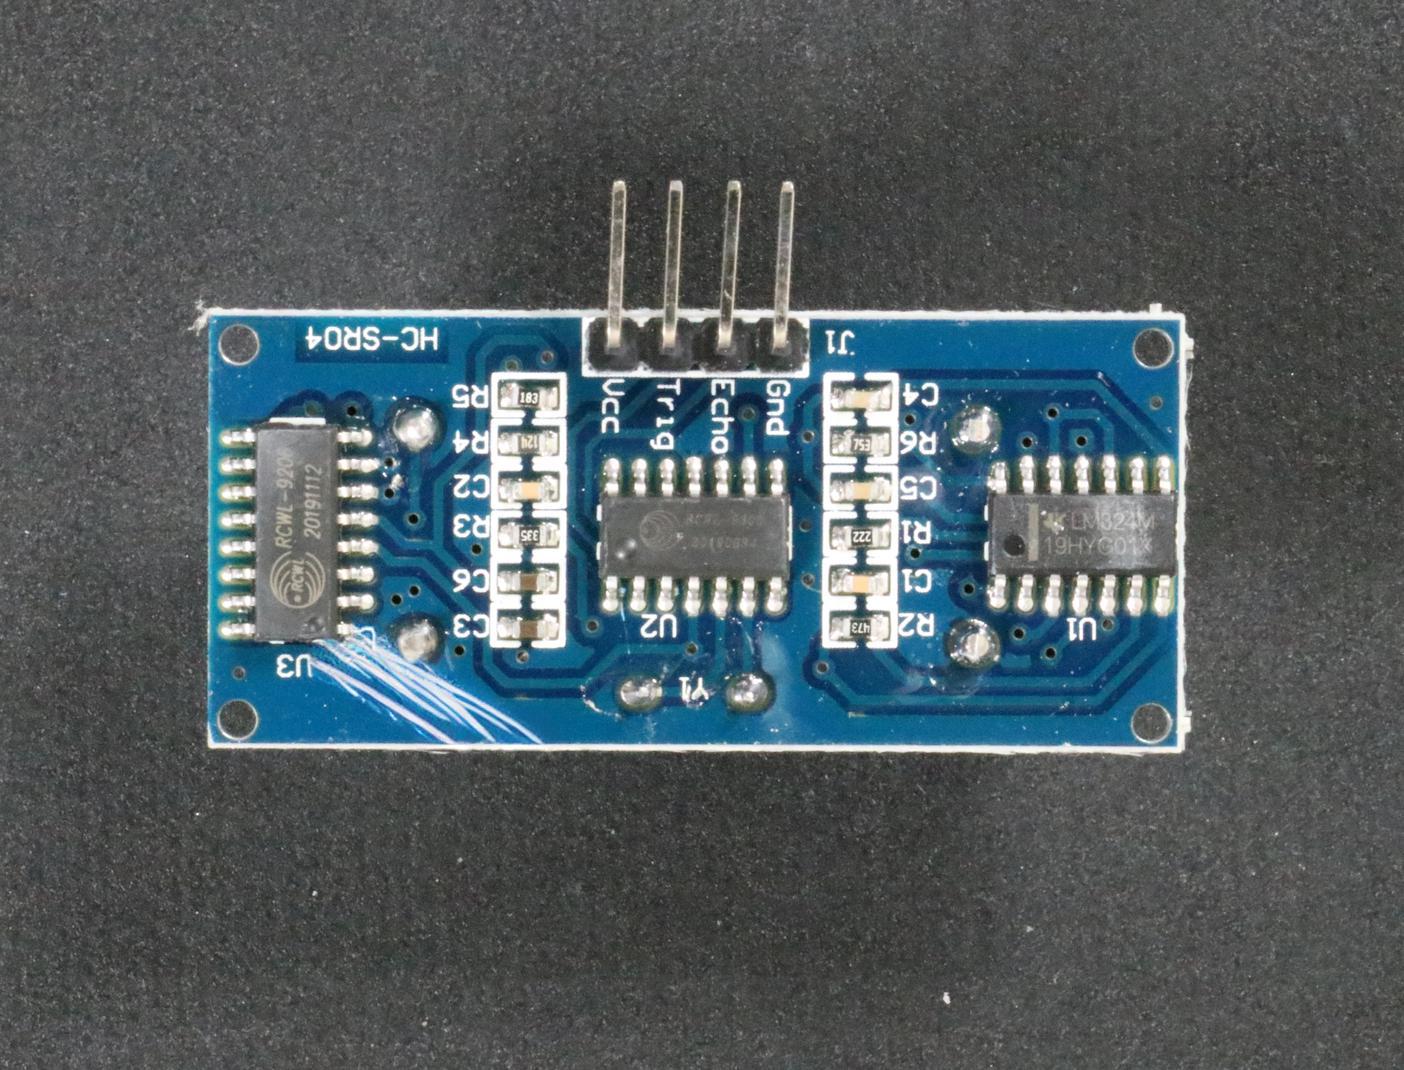 HC-SR04
J1
Vcc
Trig
Echo
Gnd
R5
183
R4
124
C2
R3
335
C6
C3
C4
R6
C5
R1
222
C1
R2
473
RCWL-9206
20191112
RCWL
U3
U2
Y1
LM324M
U1